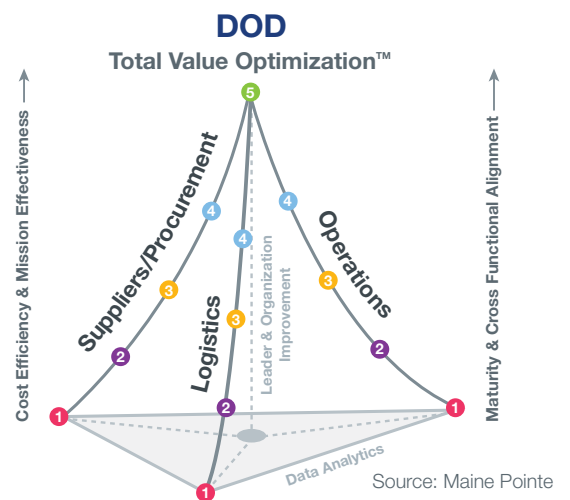 DOD
Total Value Optimization™
Cost Efficiency & Mission Effectiveness
Maturity & Cross Functional Alignment
5
Suppliers/Procurement
4
3
2
1
Logistics
4
3
2
1
Operations
4
3
2
1
Leader & Organization
Improvement
Data Analytics
Source: Maine Pointe